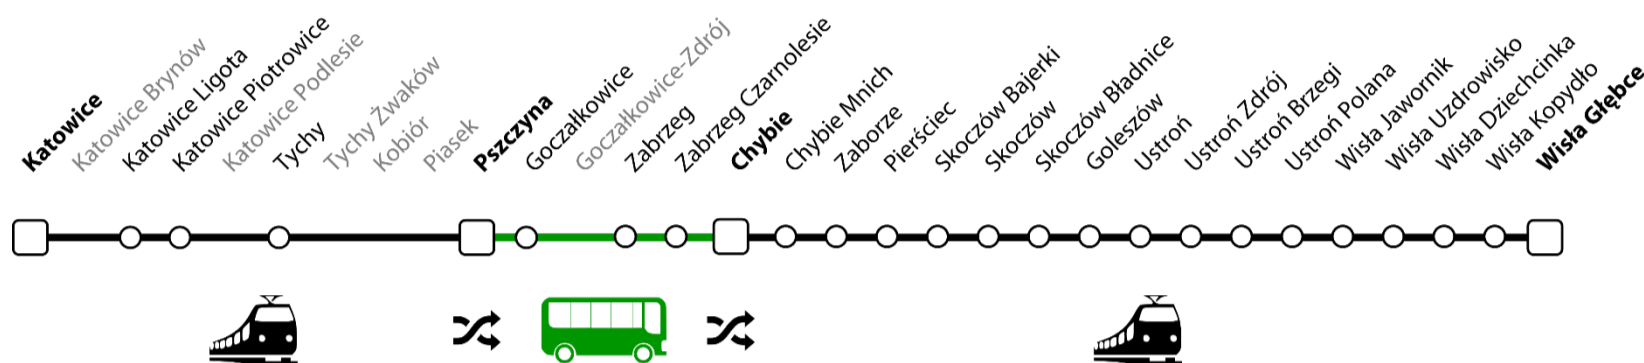 Katowice
Katowice Brynów
Katowice Ligota
Katowice Piotrowice
Katowice Podlesie
Tychy
Tychy Żwaków
Kobiór
Piasek
Pszczyna
Goczałkowice
Goczałkowice-Zdrój
Zabrzeg
Zabrzeg Czarnolesie
Chybie
Chybie Mnich
Zaborze
Pierściec
Skoczów Bajerki
Skoczów
Skoczów Bładnice
Goleszów
Ustroń
Ustroń Zdrój
Ustroń Brzegi
Ustroń Polana
Wisła Jawornik
Wisła Uzdrowisko
Wisła Dziechcinka
Wisła Kopydło
Wisła Głębce